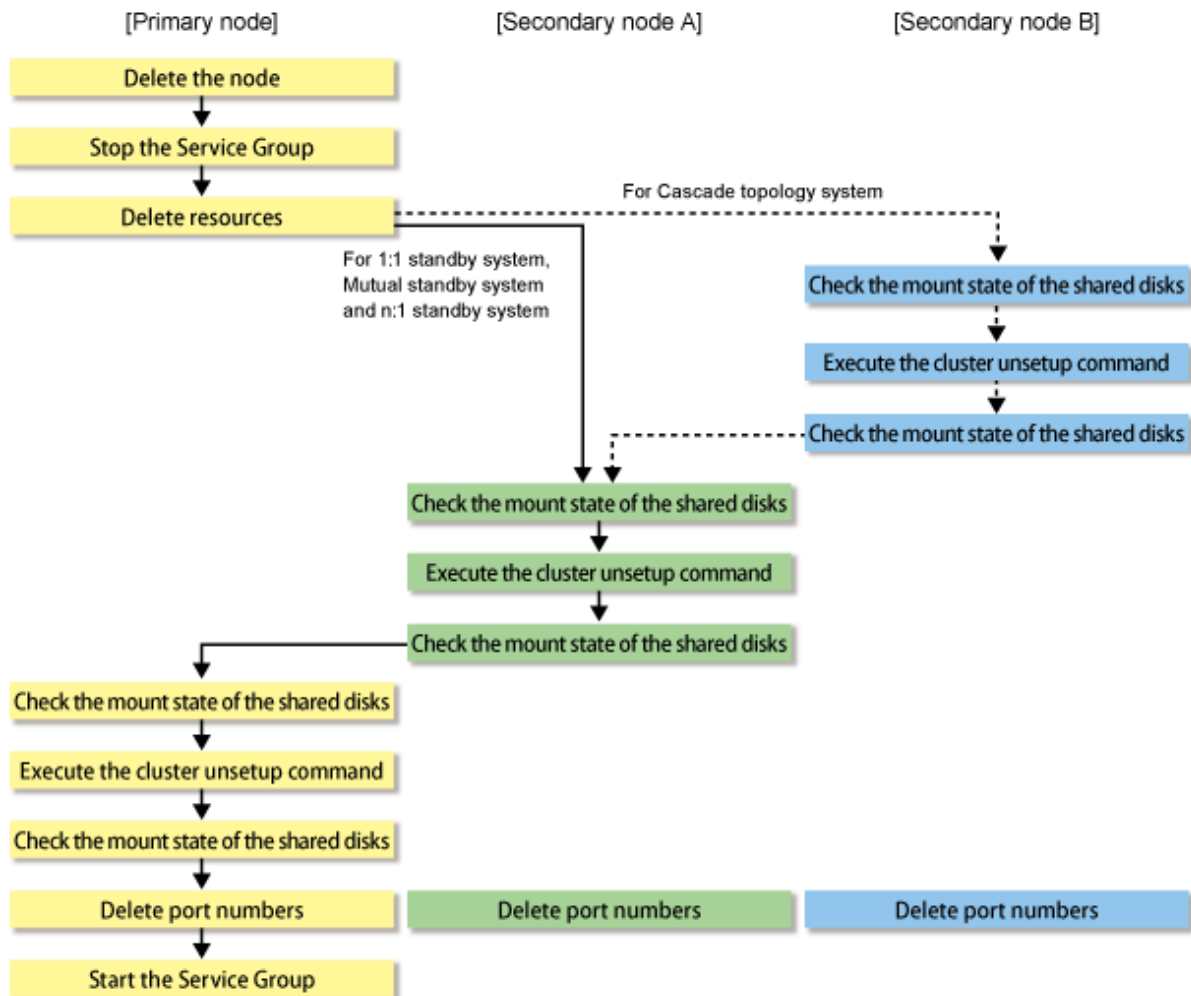 [Primary node]
[Secondary node A]
[Secondary node B]
Delete the node
Stop the Service Group
For Cascade topology system
Delete resources
For 1:1 standby system,
Mutual standby system
and n:1 standby system
Check the mount state of the shared disks
Execute the cluster unsetup command
Check the mount state of the shared disks
Check the mount state of the shared disks
Execute the cluster unsetup command
Check the mount state of the shared disks
Check the mount state of the shared disks
Execute the cluster unsetup command
Check the mount state of the shared disks
Delete port numbers
Delete port numbers
Delete port numbers
Start the Service Group